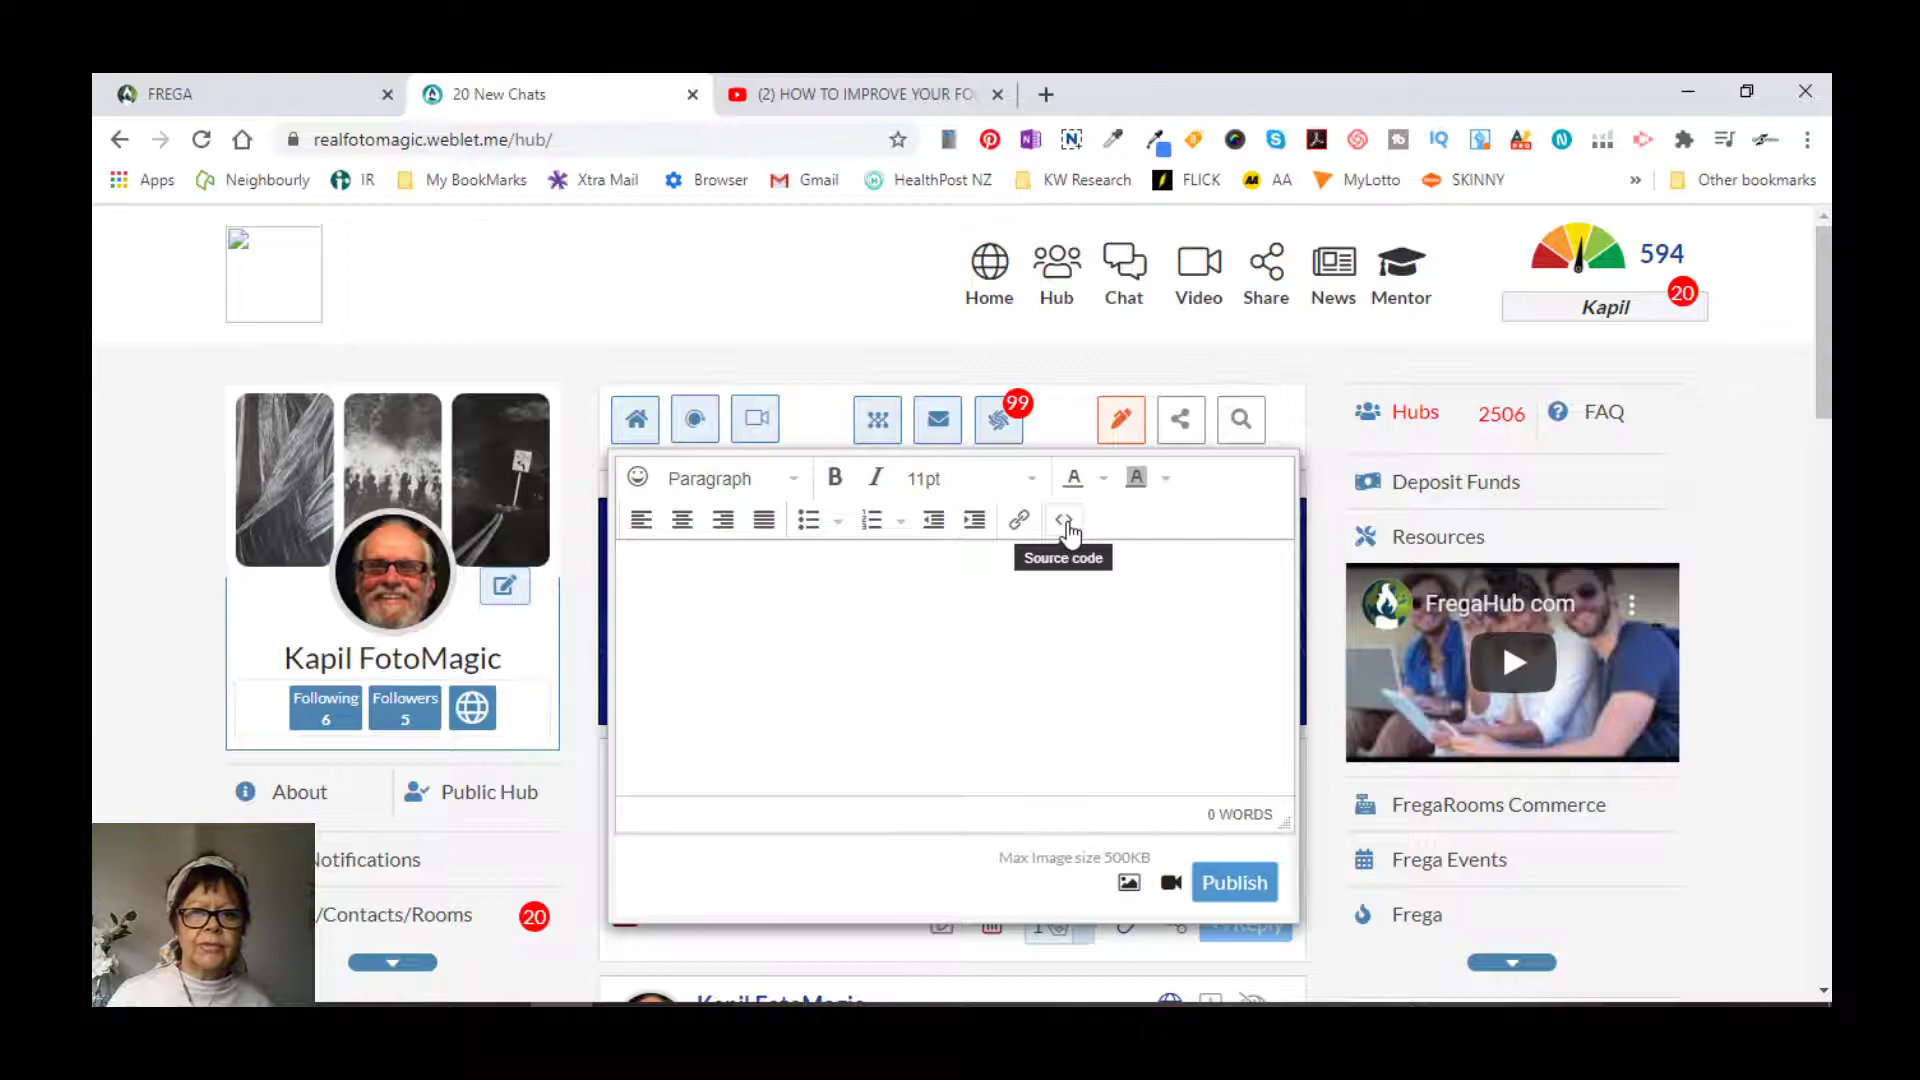 FREGA
20 New Chats
(2) HOW TO IMPROVE YOUR FO
realfotomagic.weblet.me/hub/
Apps
Neighbourly
IR
My BookMarks
Xtra Mail
Browser
Gmail
HealthPost NZ
KW Research
FLICK
AA
MyLotto
SKINNY
»
Other bookmarks
Home
Hub
Chat
Video
Share
News
Mentor
594
20
Kapil
99
Hubs 2506
FAQ
Paragraph
B
I
11pt
A
A
Source code
Deposit Funds
Resources
FregaHub com
Kapil FotoMagic
Following
6
Followers
5
About
Public Hub
Notifications
/Contacts/Rooms
20
0 WORDS
Max Image size 500KB
Publish
Reply
Kapil FotoMagic
FregaRooms Commerce
Frega Events
Frega